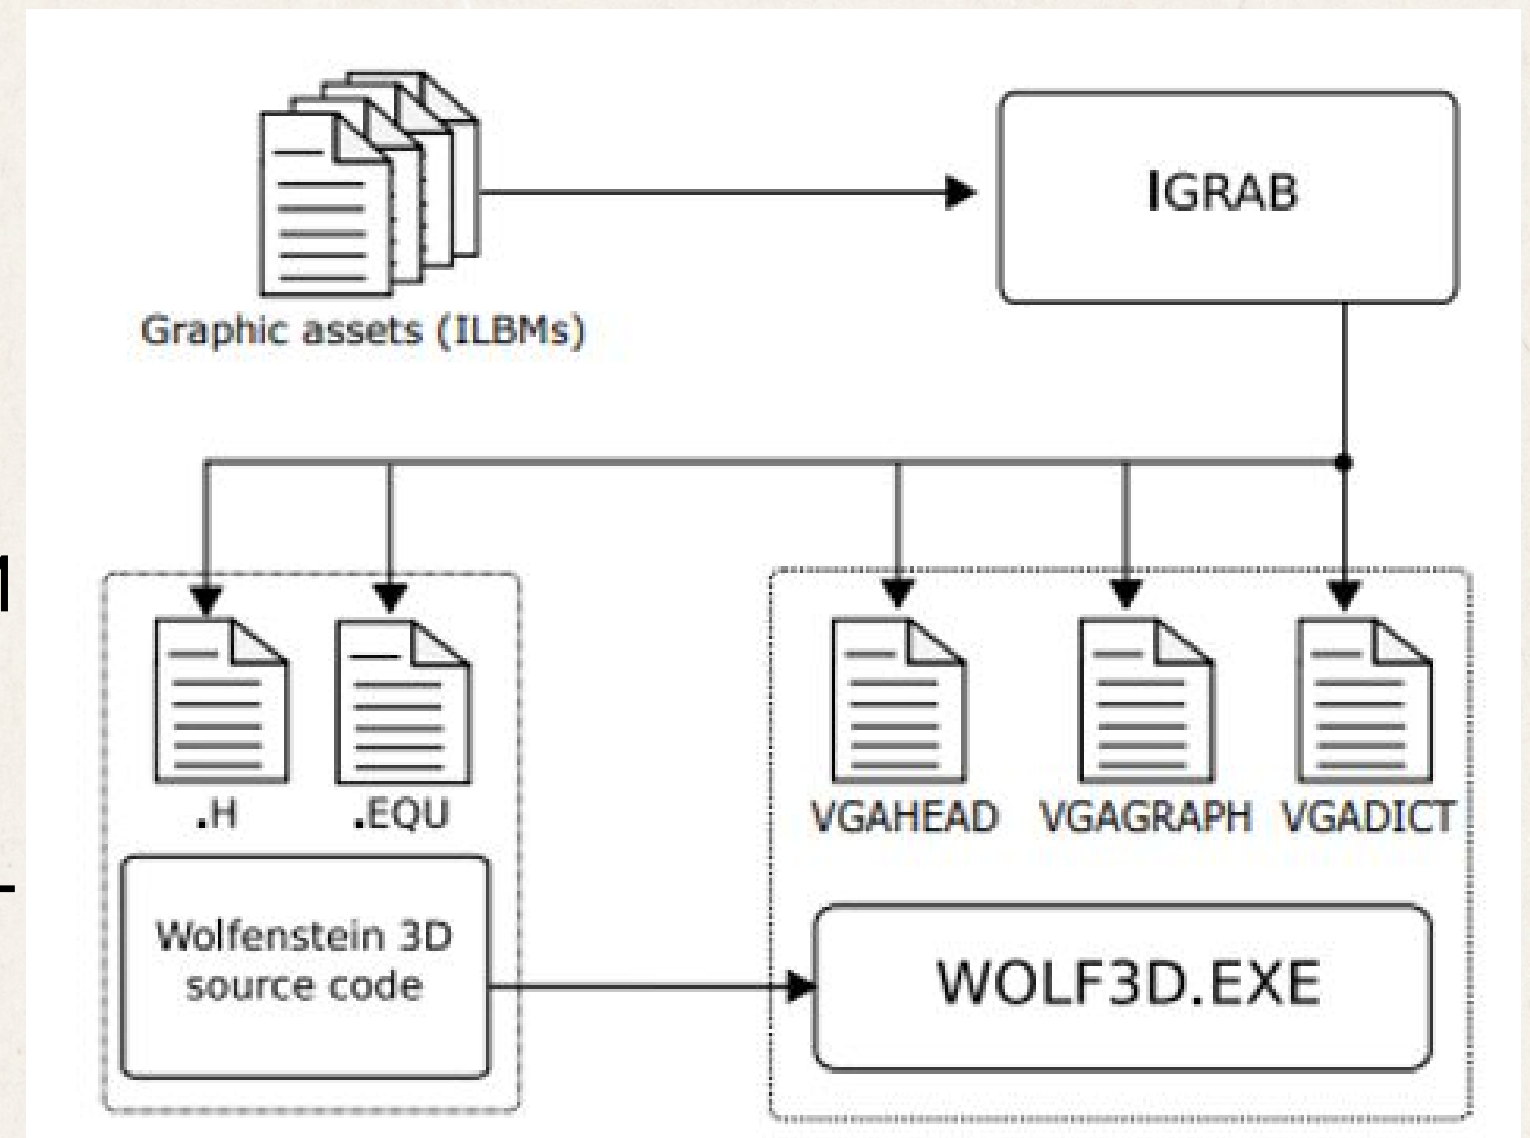 IGRAB
Graphic assets (ILBMs)
.H
.EQU
VGAHEAD
VGAGRAPH
VGADICT
Wolfenstein 3D
source code
WOLF3D.EXE